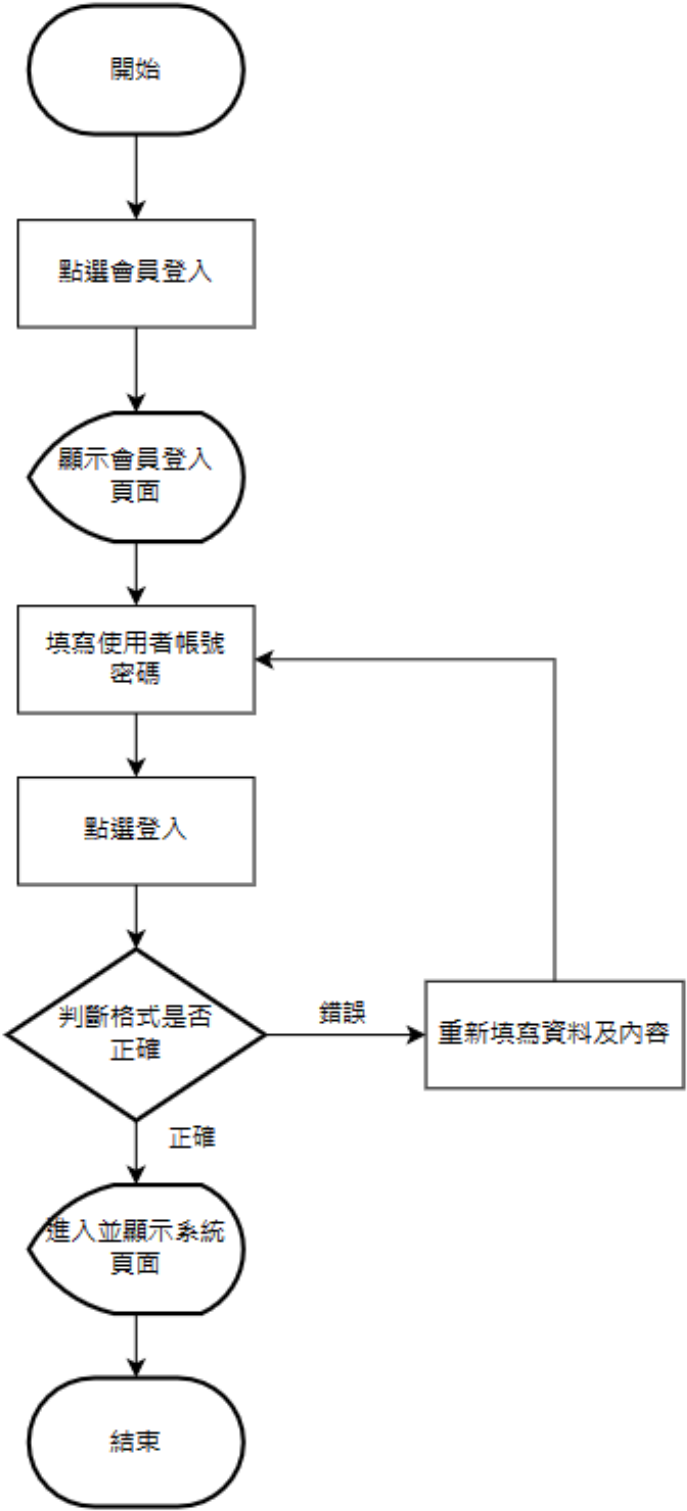 開始
點選會員登入
顯示會員登入
頁面
填寫使用者帳號
密碼
點選登入
判斷格式是否
正確
錯誤
重新填寫資料及內容
正確
進入並顯示系統
頁面
結束